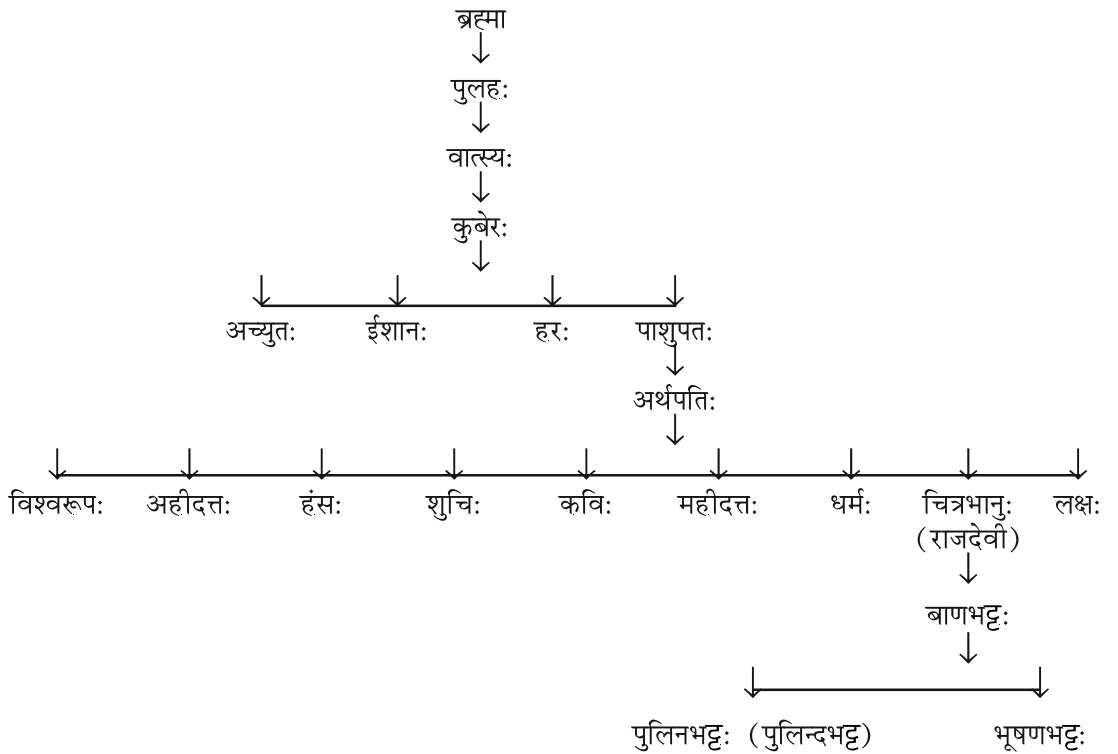 ब्रह्मा
पुलहः
वात्स्यः
कुबेरः
अच्युतः ईशानः हरः पाशुपतः
अर्थपतिः
विश्वरूपः अहीदत्तः हंसः शुचिः कविः महीदत्तः धर्मः चित्रभानुः लक्षः
(राजदेवी)
बाणभट्टः
पुलिनभट्टः (पुलिन्दभट्ट) भूषणभट्टः